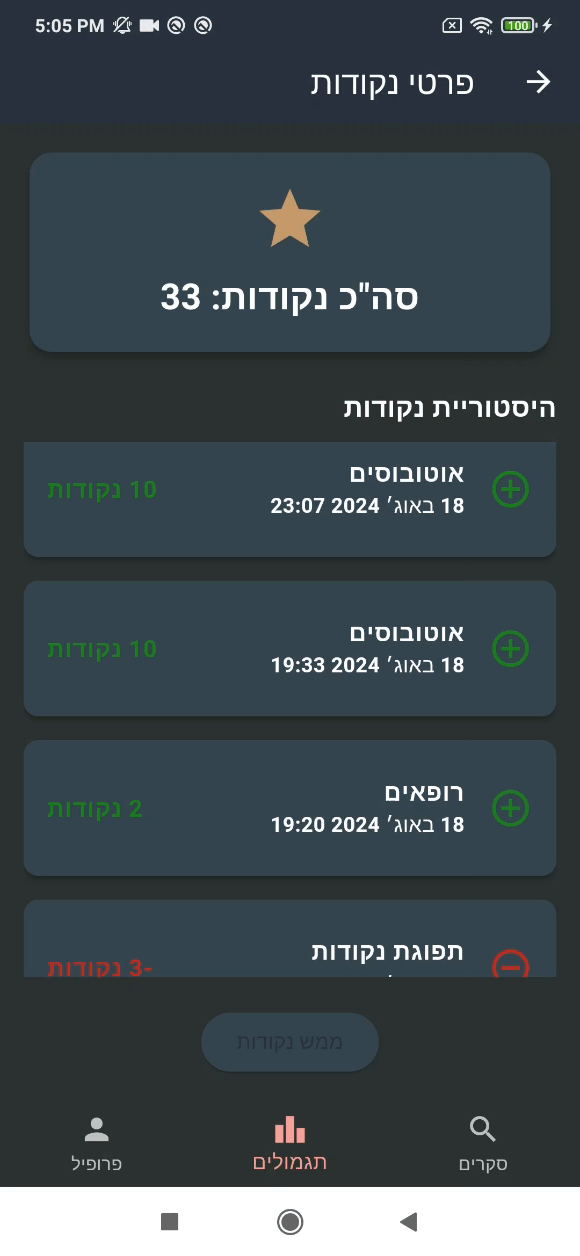 5:05 PM
100
פרטי נקודות
סה"כ נקודות: 33
היסטוריית נקודות
אוטובוסים
18 באוג׳ 2024 23:07
10 נקודות
אוטובוסים
18 באוג׳ 2024 19:33
10 נקודות
רופאים
18 באוג׳ 2024 19:20
2 נקודות
תפוגת נקודות
-3 נקודות
ממש נקודות
סקרים
תגמולים
פרופיל